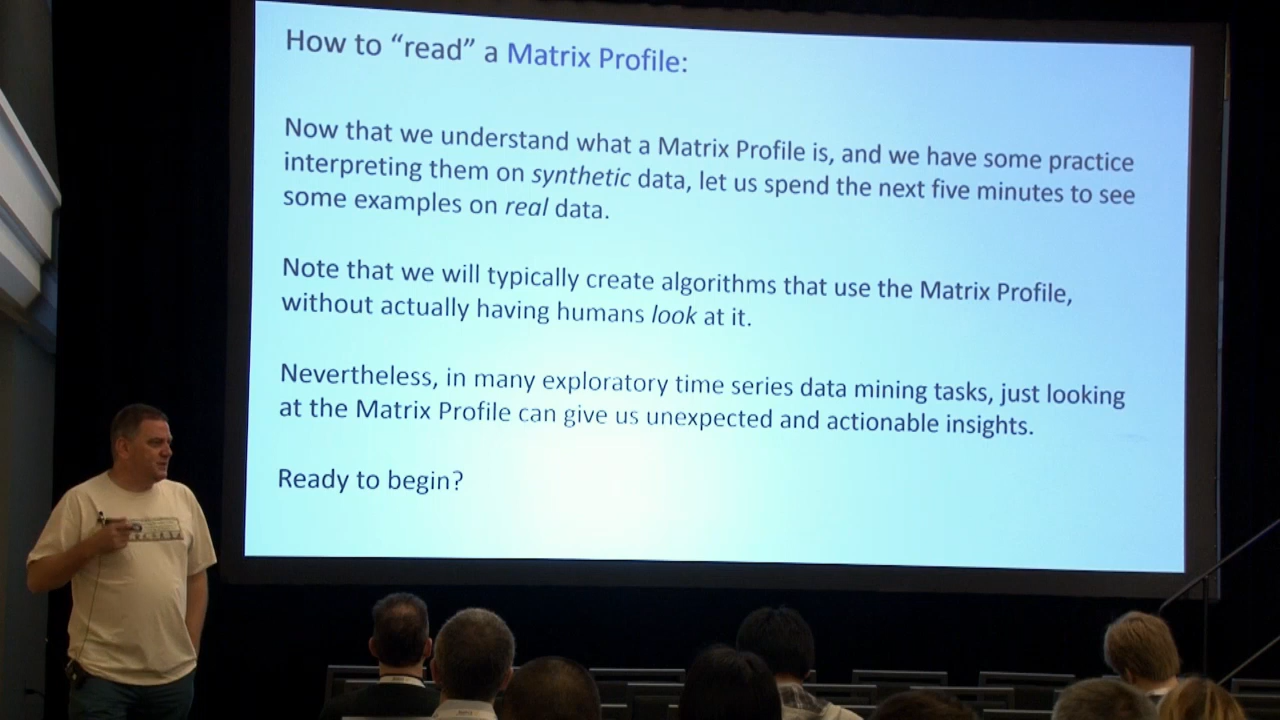 How to “read” a Matrix Profile:
Now that we understand what a Matrix Profile is, and we have some practice
interpreting them on synthetic data, let us spend the next five minutes to see
some examples on real data.
Note that we will typically create algorithms that use the Matrix Profile,
without actually having humans look at it.
Nevertheless, in many exploratory time series data mining tasks, just looking
at the Matrix Profile can give us unexpected and actionable insights.
Ready to begin?